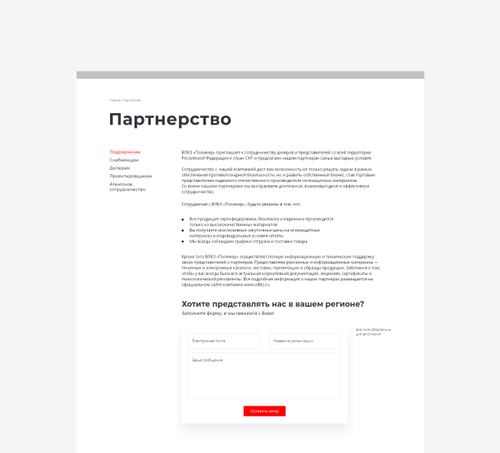 Главная / Партнерство
Партнерство
Подрядчикам
Снабженцам
Дилерам
Проектировщикам
Агентское
сотрудничество
ВЛКЗ «Полимер» приглашает к сотрудничеству дилеров и представителей со всей территории
Российской Федерации и стран СНГ и предлагаем нашим партнерам самые выгодные условия.
Сотрудничество с нашей компанией даст вам возможность не только решать задачи в рамках
обеспечения противопожарной безопасности, но и развить собственный бизнес, став торговым
представителем надежного отечественного производителя огнезащитных материалов.
Со всеми нашими партнерами мы выстраиваем длительное, взаимовыгодное и эффективное
сотрудничество.
Сотрудничая с ВЛКЗ «Полимер», будьте уверены в том, что:
Вся продукция сертифицирована, безопасна и надежна и производится
только из высококачественных материалов
Вы получаете эксклюзивные закупочные цены на огнезащитные
материалы и индивидуальные условия оплаты
Мы всегда соблюдаем графики отгрузки и поставки товара
Кроме того ВЛКЗ «Полимер» осуществляет полную информационную и техническую поддержку
своих представителей и партнеров. Предоставляем рекламные и информационные материалы —
печатные и электронные каталоги, листовки, презентации и образцы продукции. Заботимся о том,
чтобы у вас всегда была вся актуальная нормативная документация, лицензии, сертификаты и
технологические регламенты. Вся подробная информация о наших партнерах размещается на
официальном сайте компании www.vlkz.ru.
Хотите представлять нас в вашем регионе?
Заполните форму, и мы свяжемся с Вами
Все поля обязательны
для заполнения
Электронная почта
Название организации
Ваше сообщение
Оставить заявку